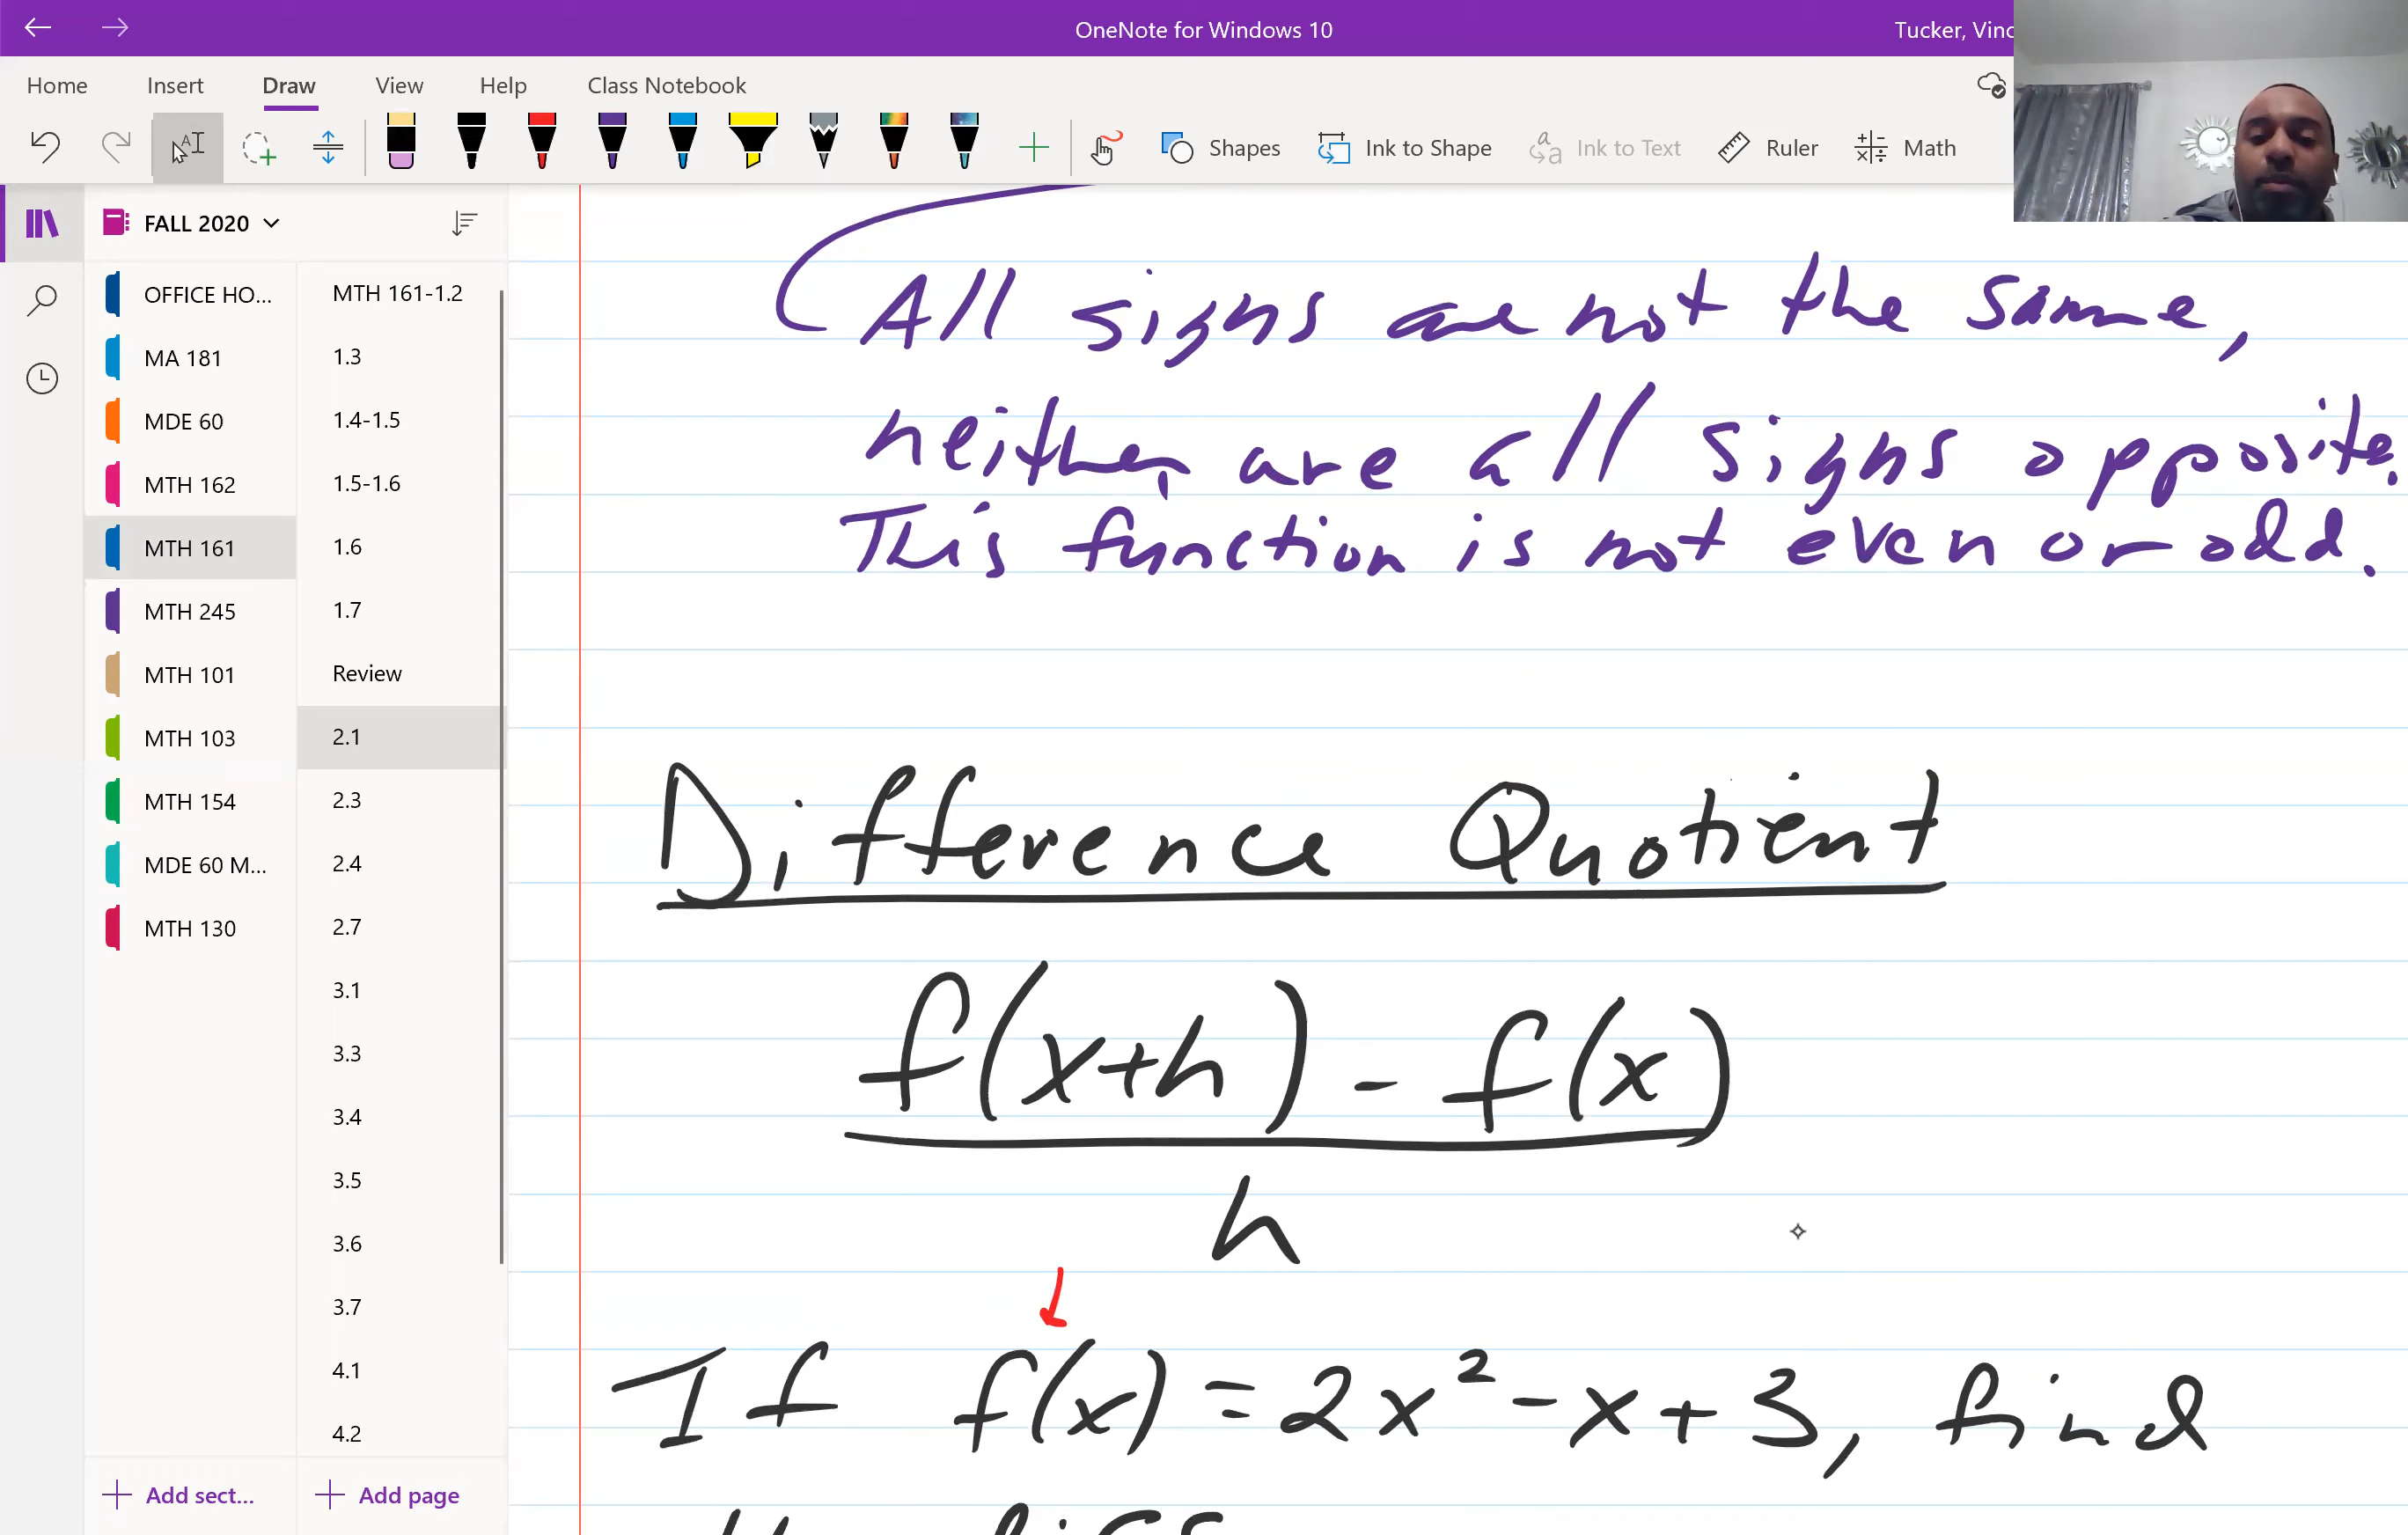 OneNote for Windows 10
Tucker, Vinc
Home Insert Draw View Help Class Notebook
Shapes Ink to Shape Ink to Text Ruler Math
FALL 2020
OFFICE HO...
MA 181
MDE 60
MTH 162
MTH 161
MTH 245
MTH 101
MTH 103
MTH 154
MDE 60 M...
MTH 130
Add sect...
MTH 161-1.2
1.3
1.4-1.5
1.5-1.6
1.6
1.7
Review
2.1
2.3
2.4
2.7
3.1
3.3
3.4
3.5
3.6
3.7
4.1
4.2
Add page
All signs are not the same,
neither are all signs opposite.
This function is not even or odd.
Difference Quotient
f(x+h) - f(x)
h
If f(x) = 2x² - x + 3, find